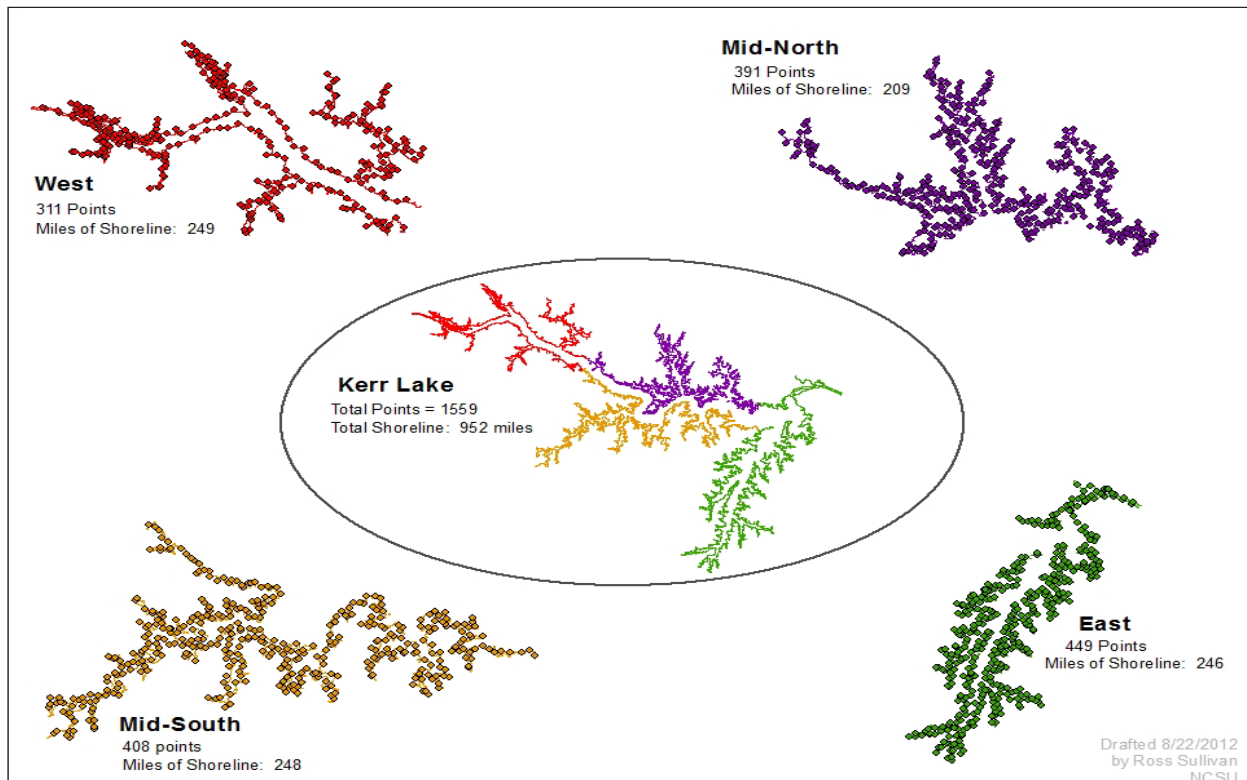 Mid-North
391 Points
Miles of Shoreline: 209
West
311 Points
Miles of Shoreline: 249
Kerr Lake
Total Points = 1559
Total Shoreline: 952 miles
East
449 Points
Miles of Shoreline: 246
Mid-South
408 points
Miles of Shoreline: 248
Drafted 8/22/2012
by Ross Sullivan
NCSU